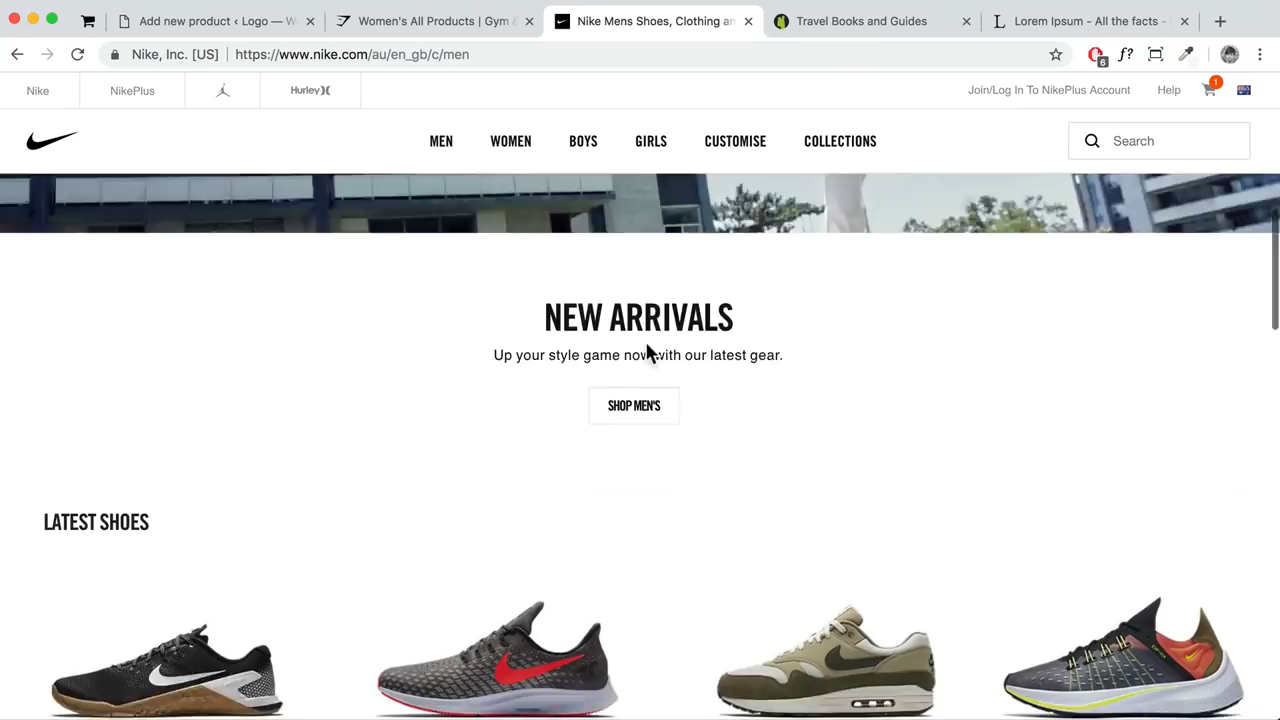 Add new product ‹ Logo — W
Women's All Products | Gym
Nike Mens Shoes, Clothing an
Travel Books and Guides
Lorem Ipsum - All the facts -
Nike, Inc. [US]
https://www.nike.com/au/en_gb/c/men
6
f?
Nike
NikePlus
Hurley
Join/Log In To NikePlus Account
Help
1
MEN
WOMEN
BOYS
GIRLS
CUSTOMISE
COLLECTIONS
Search
NEW ARRIVALS
Up your style game now with our latest gear.
SHOP MEN'S
LATEST SHOES